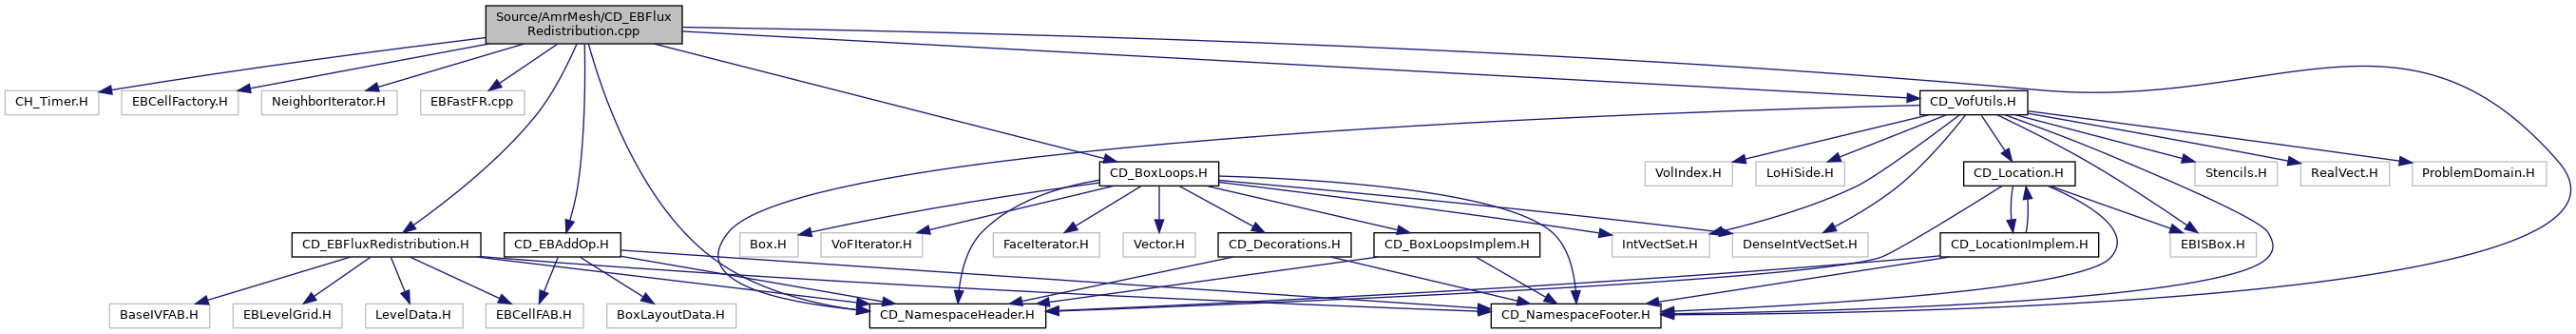 Source/AmrMesh/CD_EBFlux
Redistribution.cpp
CH_Timer.H
EBCellFactory.H
NeighborIterator.H
EBFastFR.cpp
CD_VofUtils.H
CD_BoxLoops.H
VolIndex.H
LoHiSide.H
CD_Location.H
Stencils.H
RealVect.H
ProblemDomain.H
CD_EBFluxRedistribution.H
CD_EBAddOp.H
Box.H
VoFIterator.H
FaceIterator.H
Vector.H
CD_Decorations.H
CD_BoxLoopsImplem.H
IntVectSet.H
DenseIntVectSet.H
CD_LocationImplem.H
EBISBox.H
BaseIVFAB.H
EBLevelGrid.H
LevelData.H
EBCellFAB.H
BoxLayoutData.H
CD_NamespaceHeader.H
CD_NamespaceFooter.H